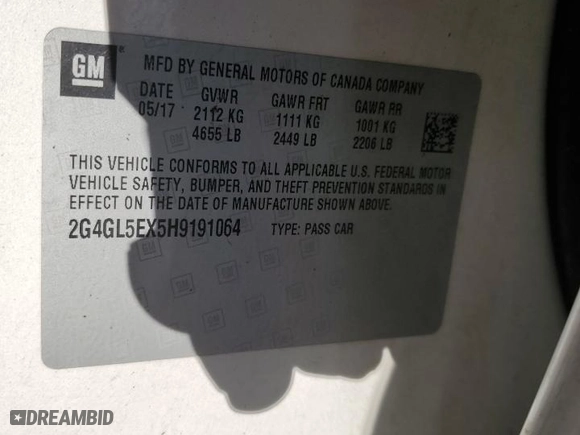 GM
MFD BY GENERAL MOTORS OF CANADA COMPANY
DATE GVWR GAWR FRT GAWR RR
05/17 2112 KG 1111 KG 1001 KG
4655 LB 2449 LB 2206 LB
THIS VEHICLE CONFORMS TO ALL APPLICABLE U.S. FEDERAL MOTOR
VEHICLE SAFETY, BUMPER, AND THEFT PREVENTION STANDARDS IN
EFFECT ON THE DATE OF MANUFACTURE SHOWN ABOVE.
2G4GL5EX5H9191064 TYPE: PASS CAR
DREAMBID